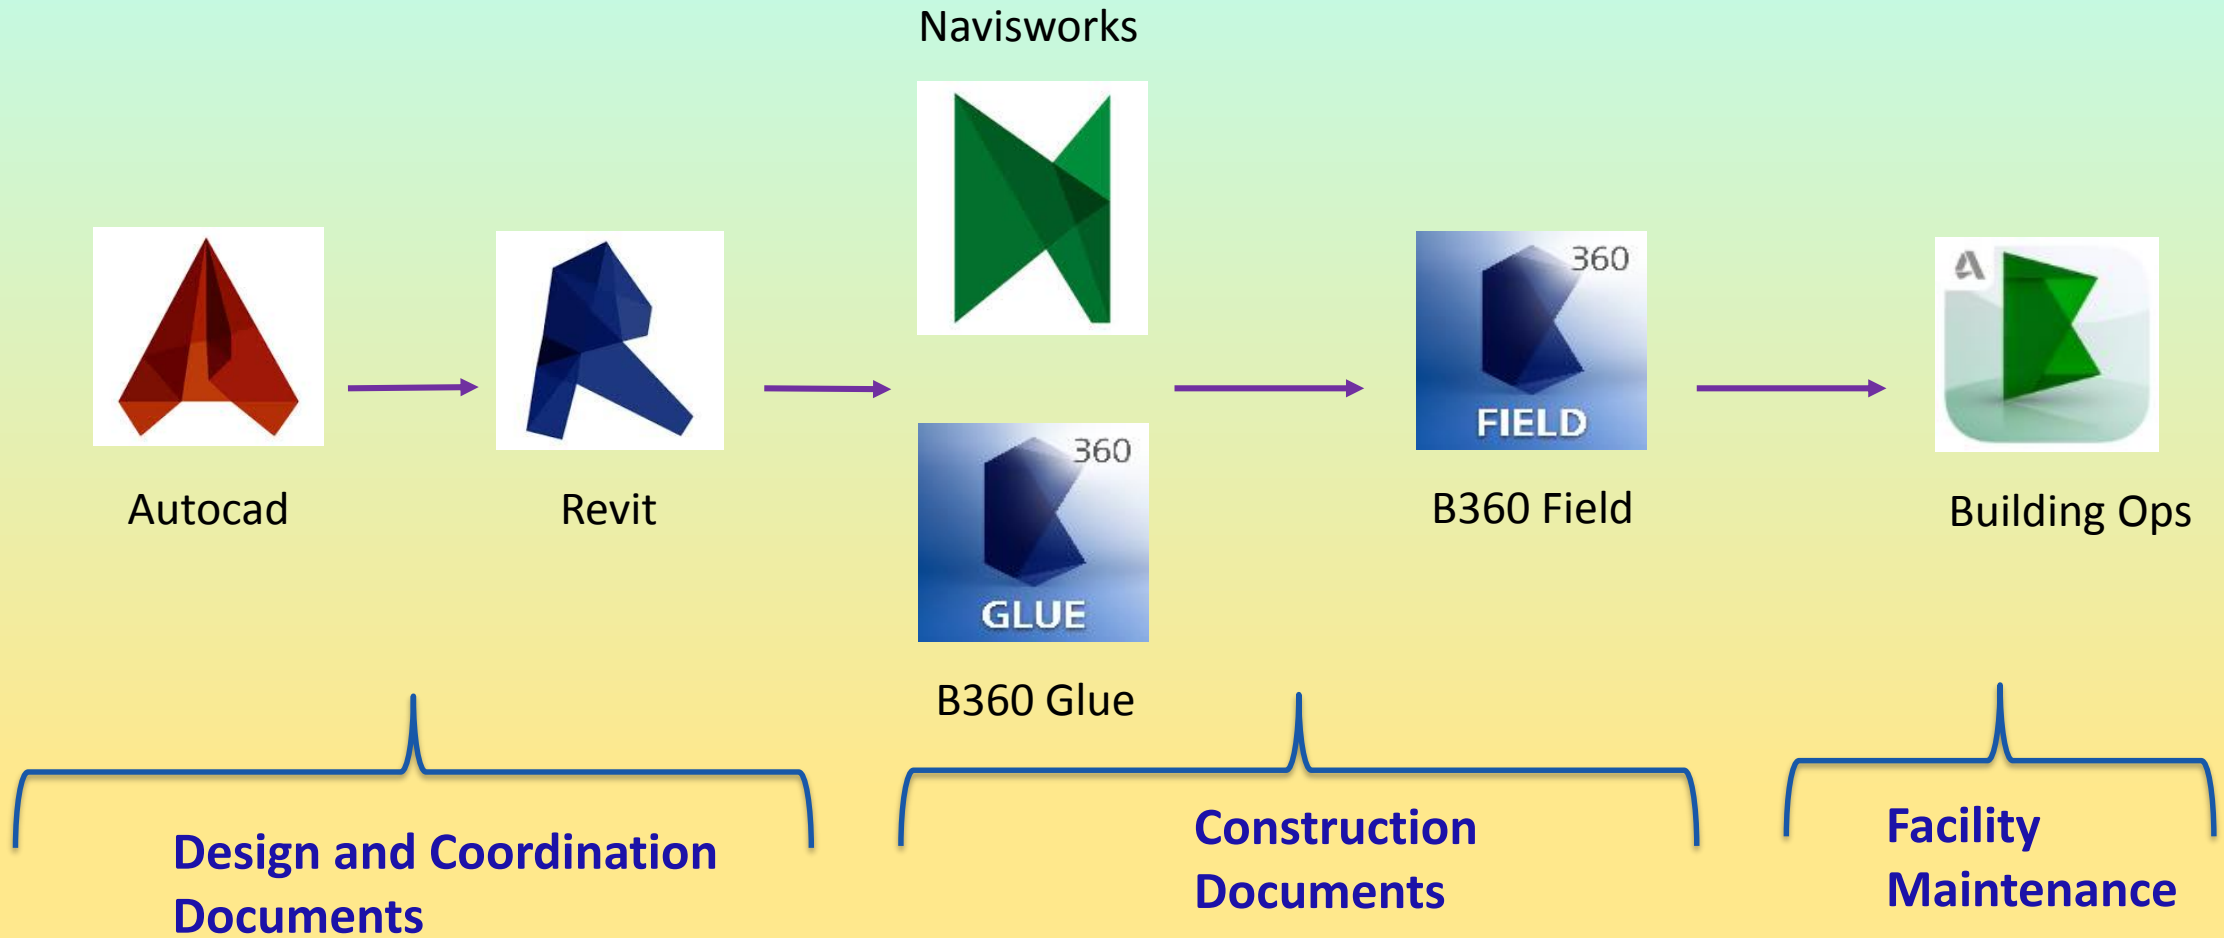 Navisworks
360
FIELD
360
GLUE
Autocad
Revit
B360 Field
Building Ops
B360 Glue
Design and Coordination
Documents
Construction
Documents
Facility
Maintenance